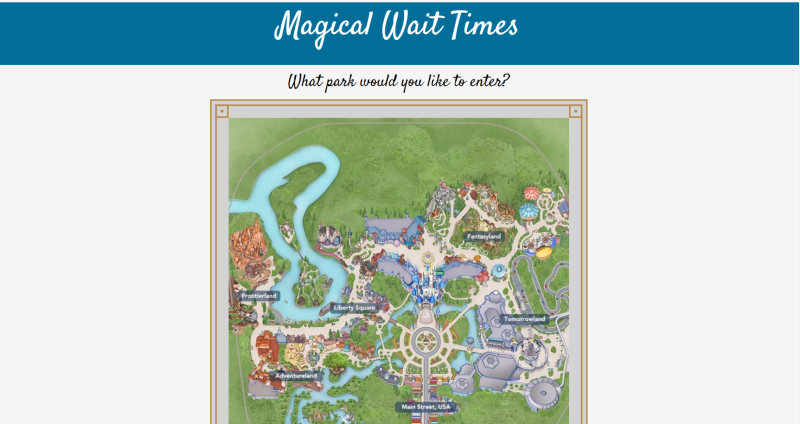 Magical Wait Times
What park would you like to enter?
Fantasyland
Frontierland
Liberty Square
Tomorrowland
Adventureland
Main Street, USA